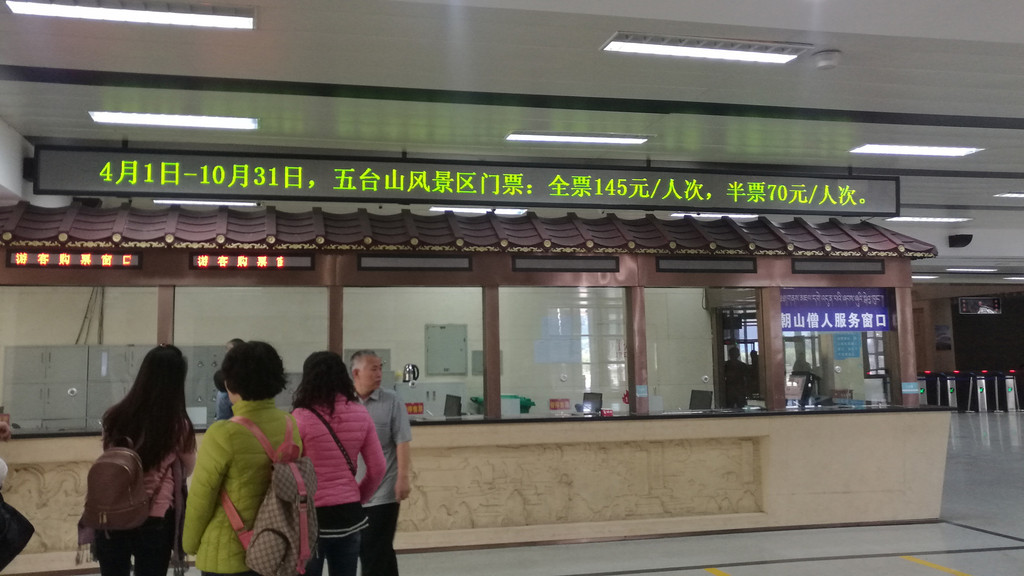 4月1日-10月31日，五台山风景区门票：全票145元/人次，半票70元/人次。
游客购票窗口
游客购票窗
朝山僧人服务窗口